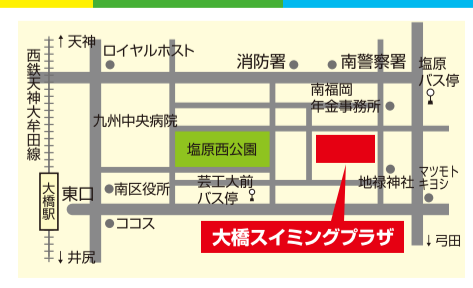 ↑天神
ロイヤルホスト
消防署
南警察署
塩原
バス停
西鉄天神大牟田線
南福岡
年金事務所
九州中央病院
塩原西公園
大橋駅
東口
南区役所
芸工大前
バス停
地禄神社
マツモト
キヨシ
ココス
大橋スイミングプラザ
↓弓田
↓井尻